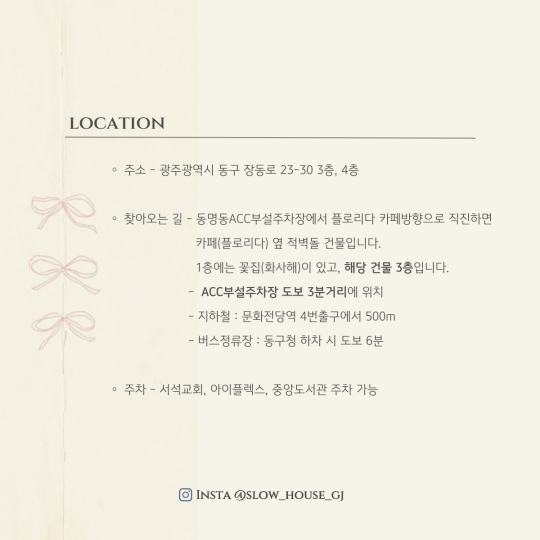 LOCATION
◦ 주소 - 광주광역시 동구 장동로 23-30 3층, 4층
◦ 찾아오는 길 - 동명동ACC부설주차장에서 플로리다 카페방향으로 직진하면
카페(플로리다) 옆 적벽돌 건물입니다.
1층에는 꽃집(화사해)이 있고, 해당 건물 3층입니다.
- ACC부설주차장 도보 3분거리에 위치
- 지하철 : 문화전당역 4번출구에서 500m
- 버스정류장 : 동구청 하차 시 도보 6분
◦ 주차 - 서석교회, 아이플렉스, 중앙도서관 주차 가능
Insta @slow_house_gj